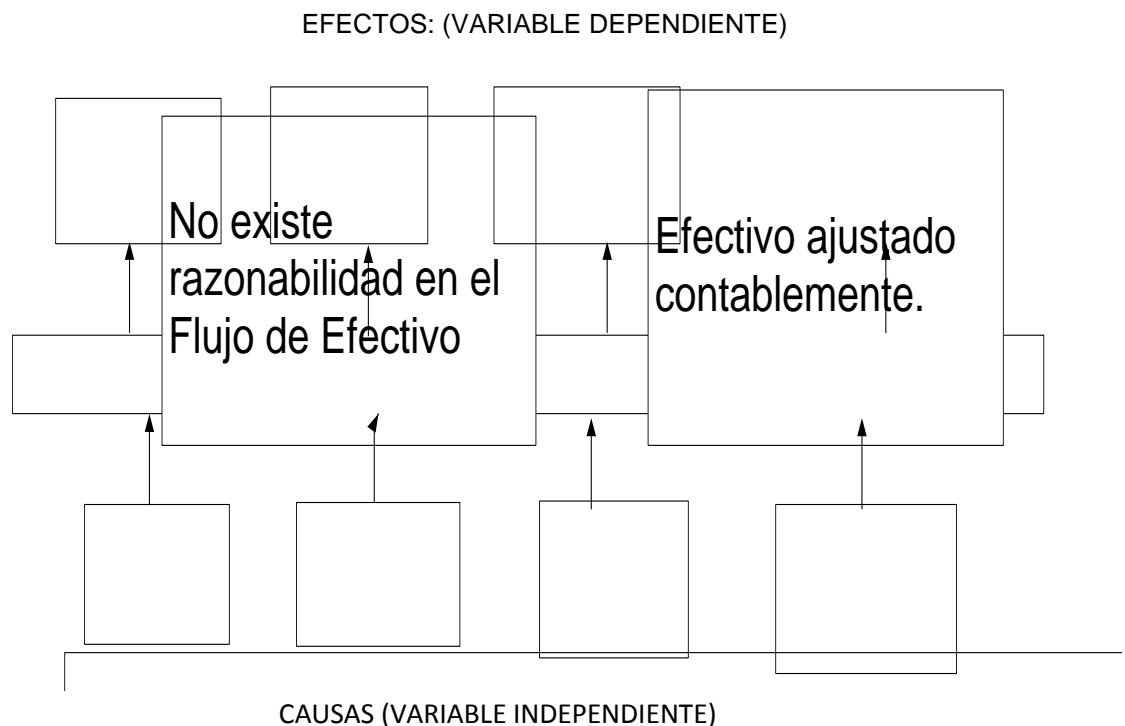 EFECTOS: (VARIABLE DEPENDIENTE)
No existe
razonabilidad en el
Flujo de Efectivo
Efectivo ajustado
contablemente.
CAUSAS (VARIABLE INDEPENDIENTE)